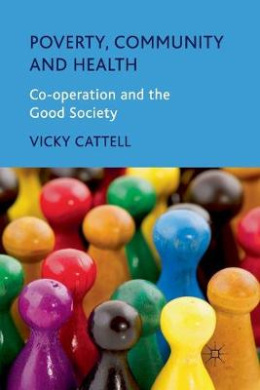 POVERTY, COMMUNITY
AND HEALTH
Co-operation and the
Good Society
VICKY CATTELL